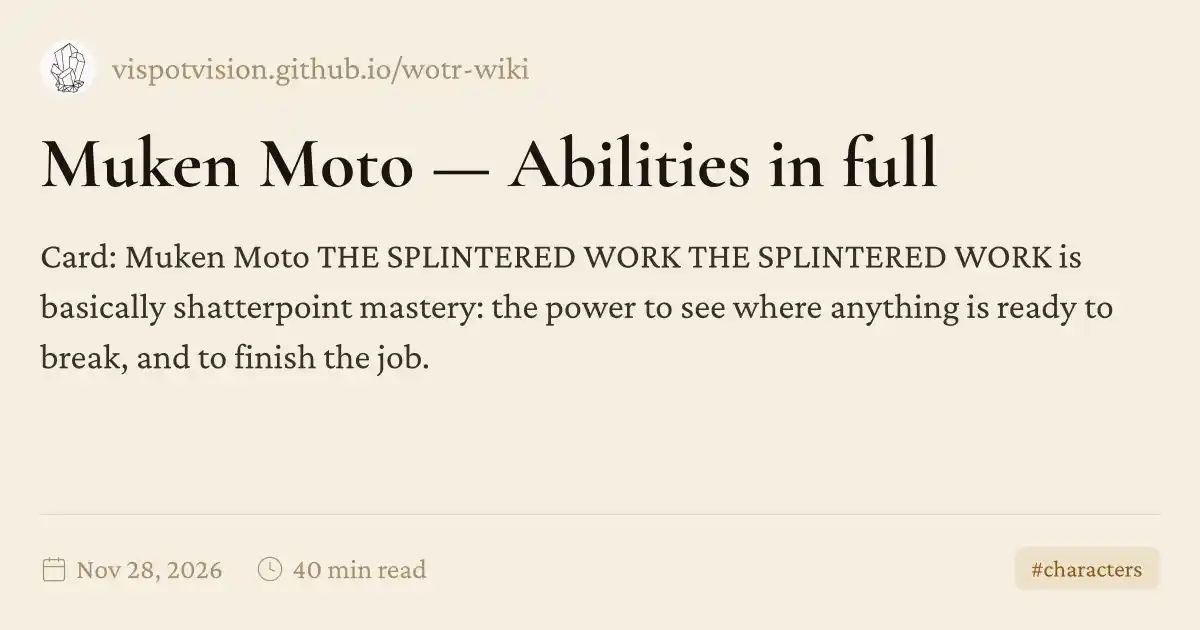 vispotvision.github.io/wotr-wiki
Muken Moto — Abilities in full
Card: Muken Moto THE SPLINTERED WORK THE SPLINTERED WORK is
basically shatterpoint mastery: the power to see where anything is ready to
break, and to finish the job.
Nov 28, 2026
40 min read
#characters